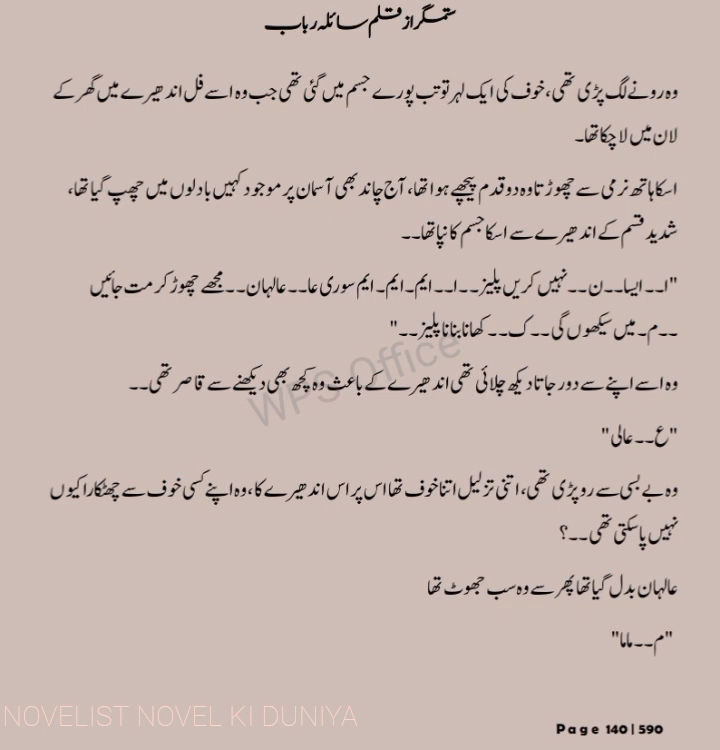 ستمگر از قلم سائلہ رباب
وہ رونے لگ پڑی تھی، خوف کی ایک لہر تو تب پورے جسم میں گئی تھی جب وہ اسے فل اندھیرے میں گھر کے
لان میں لا چکا تھا۔
اسکا ہاتھ نرمی سے چھوڑتا وہ دو قدم پیچھے ہوا تھا، آج چاند بھی آسمان پر موجود کہیں بادلوں میں چھپ گیا تھا،
شدید قسم کے اندھیرے سے اسکا جسم کانپا تھا۔۔
"ا۔۔ایسا۔۔ن۔۔نہیں کریں پلیز۔۔ا۔۔ایم۔ایم۔ایم سوری عا۔۔عالہان۔۔مجھے چھوڑ کر مت جائیں
۔۔م۔میں سیکھوں گی۔۔ک۔۔کھانا بنانا پلیز۔۔"
وہ اسے اپنے سے دور جاتا دیکھ چلائی تھی اندھیرے کے باعث وہ کچھ بھی دیکھنے سے قاصر تھی۔۔
"ع۔۔عالی"
وہ بے بسی سے رو پڑی تھی، اتنی تزلیل اتنا خوف تھا اس پر اس اندھیرے کا، وہ اپنے کسی خوف سے چھٹکارا کیوں
نہیں پا سکتی تھی۔۔؟
عالہان بدل گیا تھا پھر سے وہ سب جھوٹ تھا
"م۔۔ماما"
WPS Office
NOVELIST NOVEL KI DUNIYA
Page 140 | 590